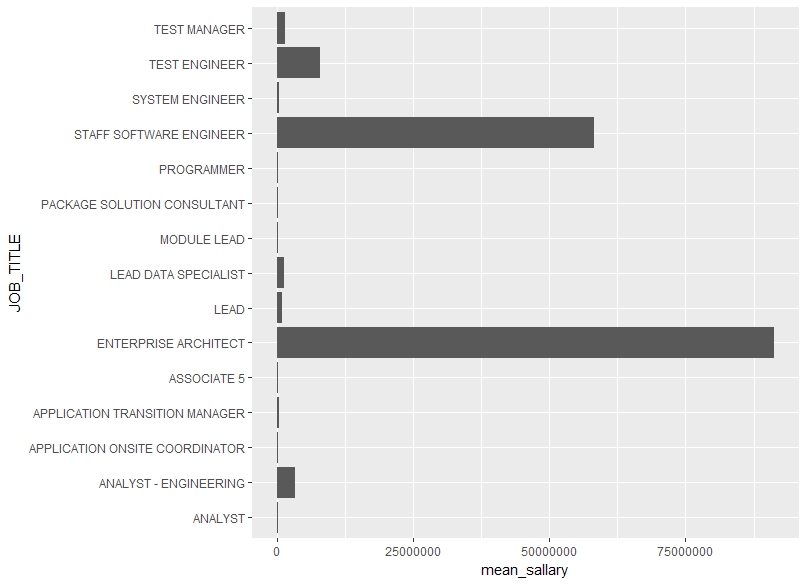 TEST MANAGER
TEST ENGINEER
SYSTEM ENGINEER
STAFF SOFTWARE ENGINEER
PROGRAMMER
PACKAGE SOLUTION CONSULTANT
MODULE LEAD
LEAD DATA SPECIALIST
LEAD
ENTERPRISE ARCHITECT
ASSOCIATE 5
APPLICATION TRANSITION MANAGER
APPLICATION ONSITE COORDINATOR
ANALYST - ENGINEERING
ANALYST
JOB_TITLE
0 25000000 50000000 75000000
mean_sallary